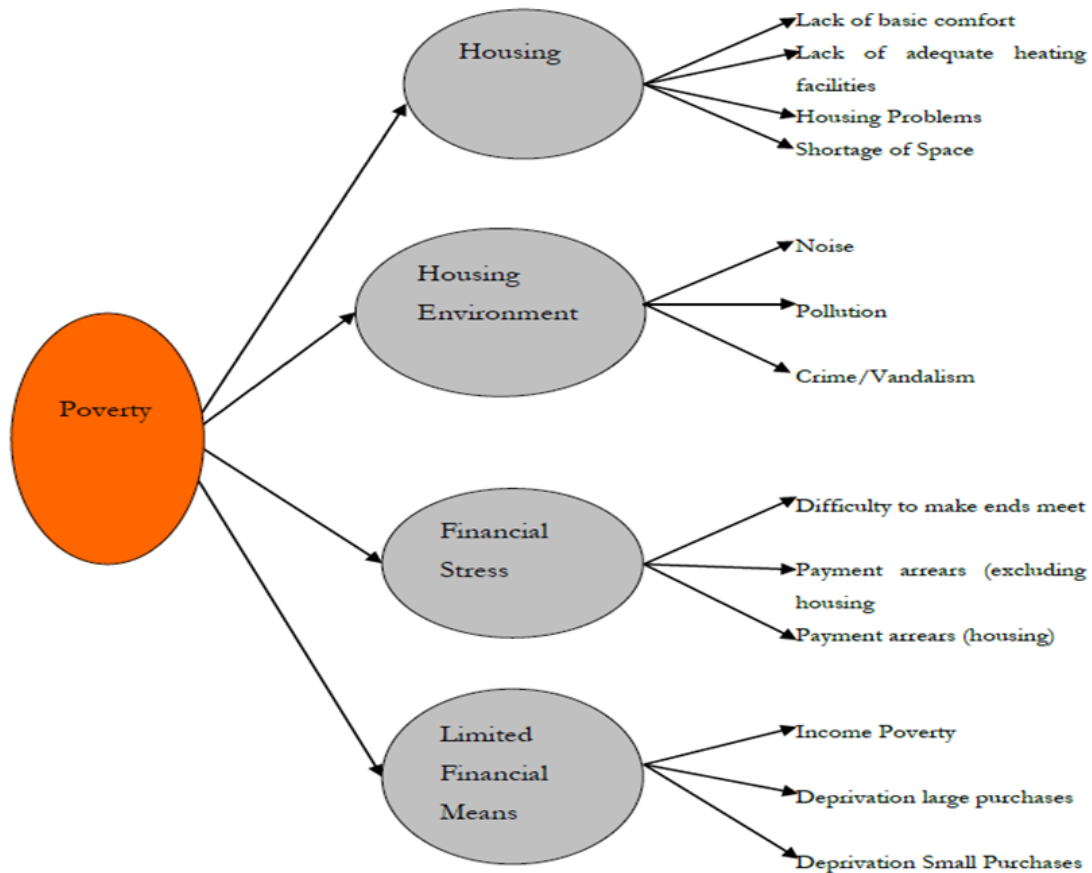 Housing
Lack of basic comfort
Lack of adequate heating
facilities
Housing Problems
Shortage of Space
Housing
Environment
Noise
Pollution
Crime/Vandalism
Poverty
Financial
Stress
Difficulty to make ends meet
Payment arrears (excluding
housing
Payment arrears (housing)
Limited
Financial
Means
Income Poverty
Deprivation large purchases
Deprivation Small Purchases